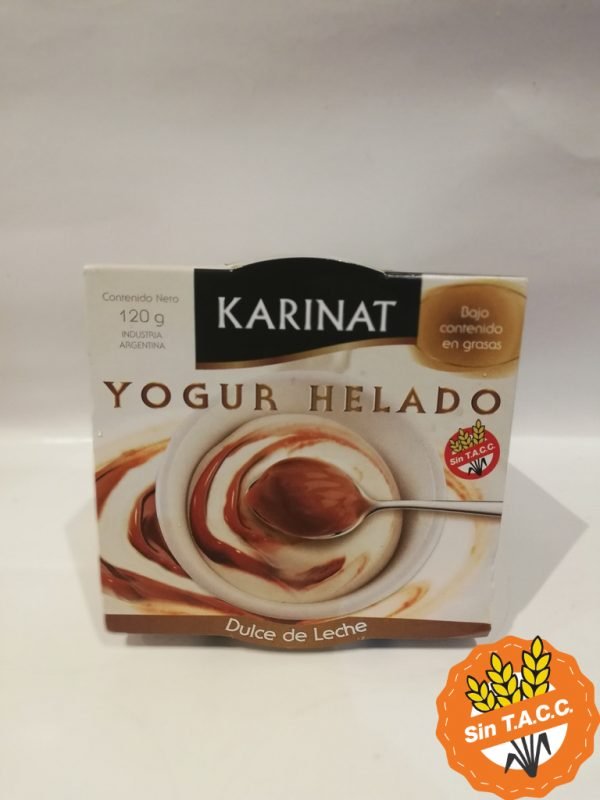 Contenido Neto
120 g
INDUSTRIA
ARGENTINA
KARINAT
Bajo
contenido
en grasas
YOGUR HELADO
Sin T.A.C.C.
Dulce de Leche
Sin T.A.C.C.